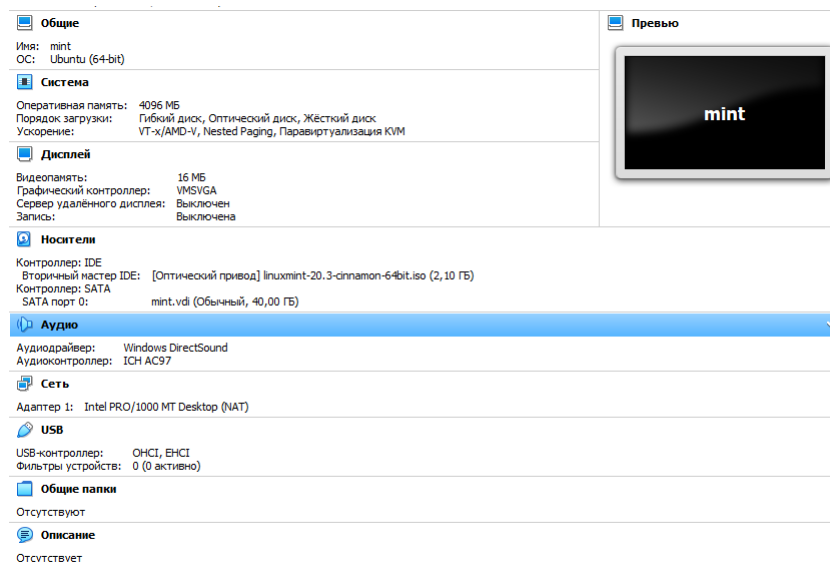 Общие
Имя: mint
ОС: Ubuntu (64-bit)
Система
Оперативная память: 4096 МБ
Порядок загрузки: Гибкий диск, Оптический диск, Жёсткий диск
Ускорение: VT-x/AMD-V, Nested Paging, Паравиртуализация KVM
Дисплей
Видеопамять: 16 МБ
Графический контроллер: VMSVGA
Сервер удалённого дисплея: Выключен
Запись: Выключена
Превью
mint
Носители
Контроллер: IDE
Вторичный мастер IDE: [Оптический привод] linuxmint-20.3-cinnamon-64bit.iso (2,10 ГБ)
Контроллер: SATA
SATA порт 0: mint.vdi (Обычный, 40,00 ГБ)
Аудио
Аудиодрайвер: Windows DirectSound
Аудиоконтроллер: ICH AC97
Сеть
Адаптер 1: Intel PRO/1000 MT Desktop (NAT)
USB
USB-контроллер: OHCI, EHCI
Фильтры устройств: 0 (0 активно)
Общие папки
Отсутствуют
Описание
Отсутствует